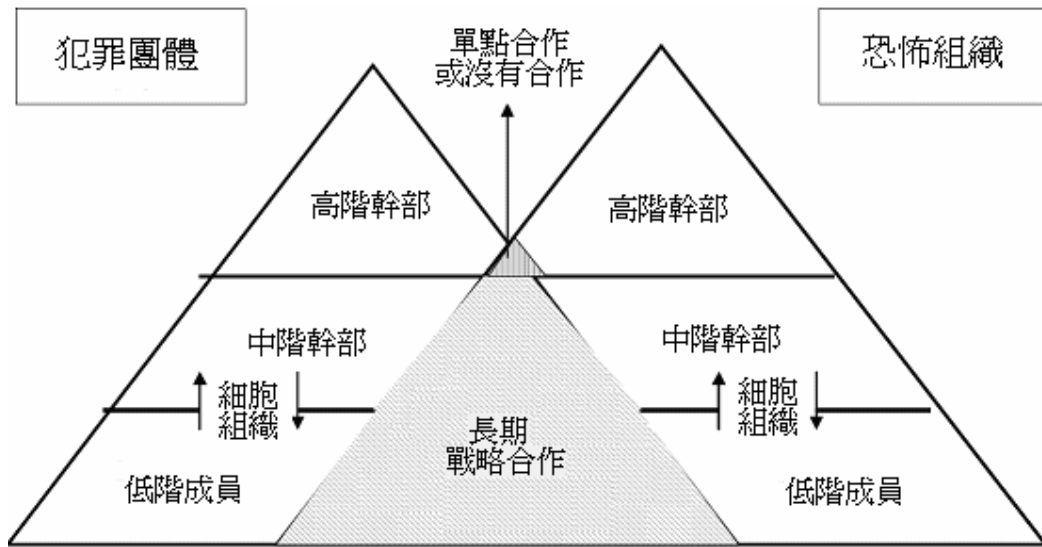 犯罪團體
單點合作
或沒有合作
恐怖組織
高階幹部
高階幹部
中階幹部
中階幹部
細胞
組織
細胞
組織
長期
戰略合作
低階成員
低階成員